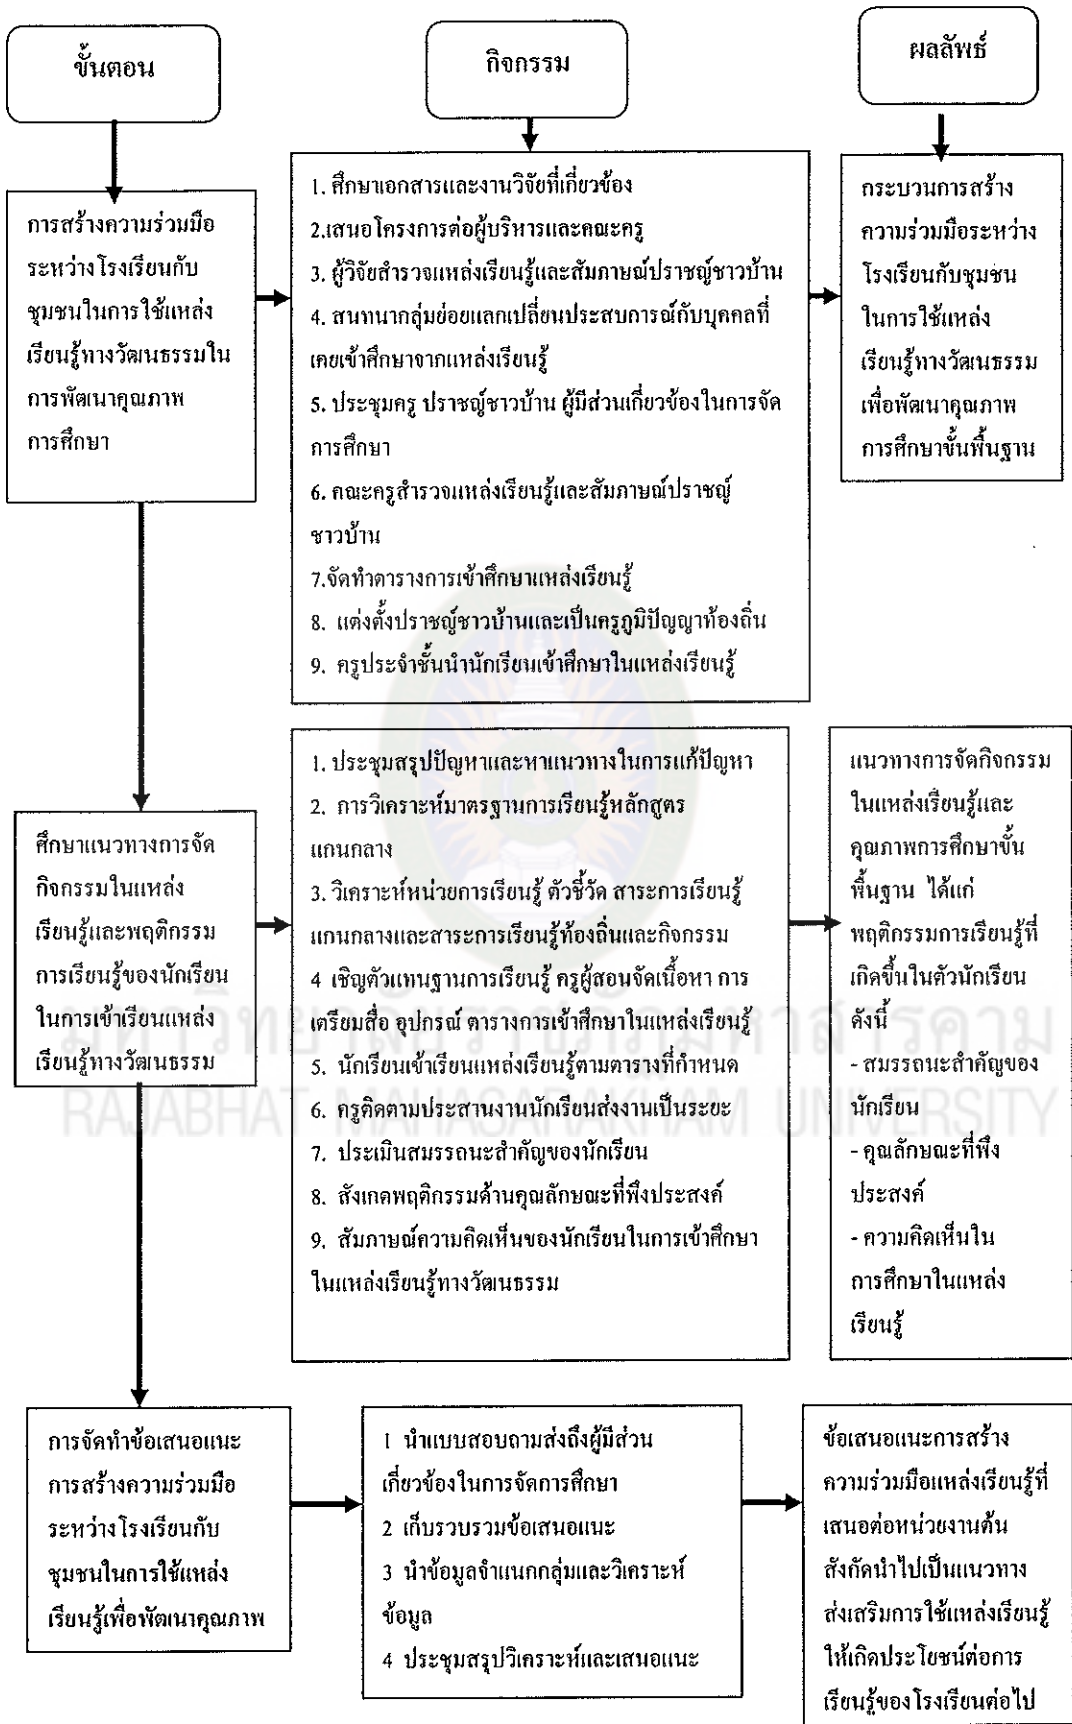 ขั้นตอน
กิจกรรม
ผลลัพธ์
การสร้างความร่วมมือ
ระหว่างโรงเรียนกับ
ชุมชนในการใช้แหล่ง
เรียนรู้ทางวัฒนธรรมใน
การพัฒนาคุณภาพ
การศึกษา
1. ศึกษาเอกสารและงานวิจัยที่เกี่ยวข้อง
2.เสนอโครงการต่อผู้บริหารและคณะครู
3. ผู้วิจัยสำรวจแหล่งเรียนรู้และสัมภาษณ์ปราชญ์ชาวบ้าน
4. สนทนากลุ่มย่อยแลกเปลี่ยนประสบการณ์กับบุคคลที่
เคยเข้าศึกษาจากแหล่งเรียนรู้
5. ประชุมครู ปราชญ์ชาวบ้าน ผู้มีส่วนเกี่ยวข้องในการจัด
การศึกษา
6. คณะครูสำรวจแหล่งเรียนรู้และสัมภาษณ์ปราชญ์
ชาวบ้าน
7.จัดทำตารางการเข้าศึกษาแหล่งเรียนรู้
8. แต่งตั้งปราชญ์ชาวบ้านและเป็นครูภูมิปัญญาท้องถิ่น
9. ครูประจำชั้นนำนักเรียนเข้าศึกษาในแหล่งเรียนรู้
กระบวนการสร้าง
ความร่วมมือระหว่าง
โรงเรียนกับชุมชน
ในการใช้แหล่ง
เรียนรู้ทางวัฒนธรรม
เพื่อพัฒนาคุณภาพ
การศึกษาขั้นพื้นฐาน
ศึกษาแนวทางการจัด
กิจกรรมในแหล่ง
เรียนรู้และพฤติกรรม
การเรียนรู้ของนักเรียน
ในการเข้าเรียนแหล่ง
เรียนรู้ทางวัฒนธรรม
1. ประชุมสรุปปัญหาและหาแนวทางในการแก้ปัญหา
2. การวิเคราะห์มาตรฐานการเรียนรู้หลักสูตร
แกนกลาง
3. วิเคราะห์หน่วยการเรียนรู้ ตัวชี้วัด สาระการเรียนรู้
แกนกลางและสาระการเรียนรู้ท้องถิ่นและกิจกรรม
4 เชิญตัวแทนฐานการเรียนรู้ ครูผู้สอนจัดเนื้อหา การ
เตรียมสื่อ อุปกรณ์ ตารางการเข้าศึกษาในแหล่งเรียนรู้
5. นักเรียนเข้าเรียนแหล่งเรียนรู้ตามตารางที่กำหนด
6. ครูติดตามประสานงานนักเรียนส่งงานเป็นระยะ
7. ประเมินสมรรถนะสำคัญของนักเรียน
8. สังเกตพฤติกรรมด้านคุณลักษณะที่พึงประสงค์
9. สัมภาษณ์ความคิดเห็นของนักเรียนในการเข้าศึกษา
ในแหล่งเรียนรู้ทางวัฒนธรรม
แนวทางการจัดกิจกรรม
ในแหล่งเรียนรู้และ
คุณภาพการศึกษาขั้น
พื้นฐาน ได้แก่
พฤติกรรมการเรียนรู้ที่
เกิดขึ้นในตัวนักเรียน
ดังนี้
- สมรรถนะสำคัญของ
นักเรียน
- คุณลักษณะที่พึง
ประสงค์
- ความคิดเห็นใน
การศึกษาในแหล่ง
เรียนรู้
มหาวิทยาลัยราชภัฏมหาสารคาม
RAJABHAT MAHASARAKHAM UNIVERSITY
การจัดทำข้อเสนอแนะ
การสร้างความร่วมมือ
ระหว่างโรงเรียนกับ
ชุมชนในการใช้แหล่ง
เรียนรู้เพื่อพัฒนาคุณภาพ
1 นำแบบสอบถามส่งถึงผู้มีส่วน
เกี่ยวข้องในการจัดการศึกษา
2 เก็บรวบรวมข้อเสนอแนะ
3 นำข้อมูลจำแนกกลุ่มและวิเคราะห์
ข้อมูล
4 ประชุมสรุปวิเคราะห์และเสนอแนะ
ข้อเสนอแนะการสร้าง
ความร่วมมือแหล่งเรียนรู้ที่
เสนอต่อหน่วยงานต้น
สังกัดนำไปเป็นแนวทาง
ส่งเสริมการใช้แหล่งเรียนรู้
ให้เกิดประโยชน์ต่อการ
เรียนรู้ของโรงเรียนต่อไป